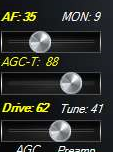 AF: 35 MON: 9
AGC-T: 88
Drive: 62 Tune: 41
AGC Preamp